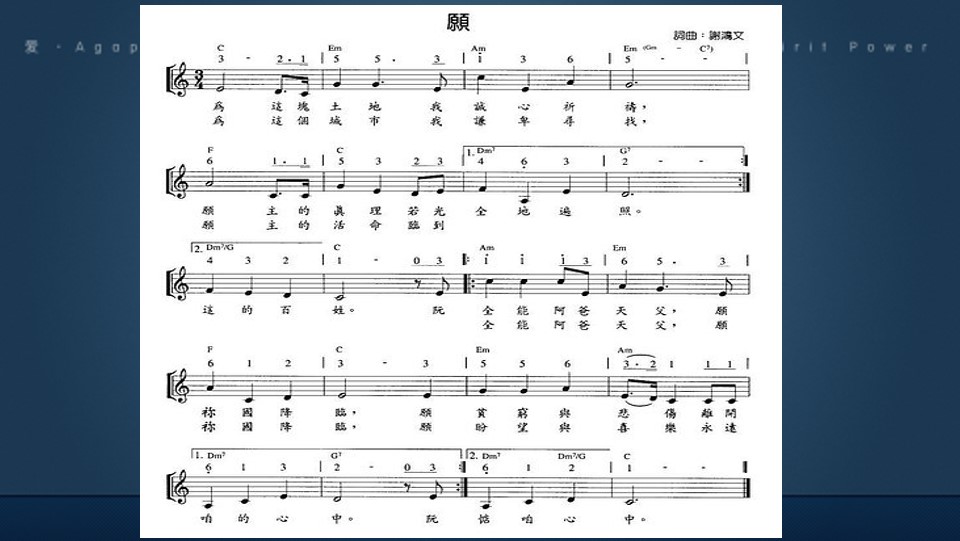 願
愛 · Agap
詞曲：謝鴻文
irit Power
C Em Am Em (Gm - C7)
3 - 2·1 | 5 5· 3 | i 3 6 | 5 - - |
3/4
為 這塊 土 地 我 誠 心 祈 禱，
為 這個 城 市 我 謙 卑 尋 找，
F C 1. Dm7 G7
6 1·1 | 5 3 2 3 | 4 6 3 | 2 - - :|
願 主 的 真 理 若 光 全 地 遍 照。
願 主 的 活 命 臨 到
2. Dm7/G C Am Em
4 3 2 | 1 - 0 3 |: i i i 3 | 6 5· 3 |
這 的 百 姓。 阮 全 能 阿 爸 天 父， 願
全 能 阿 爸 天 父， 願
F C Em Am
6 1 2 | 3 - 3 | 5 5 6 | 3·2 1 1 1 |
祢 國 降 臨， 願 貧 窮 與 悲 傷 離 開
祢 國 降 臨， 願 盼 望 與 喜 樂 永 遠
1. Dm7 G7 2. Dm7 Dm7/G C
6 1 3 | 2 - 0 3 :| 6 1 2 | 1 - -
咱 的 心 中。 阮 惦 咱 心 中。